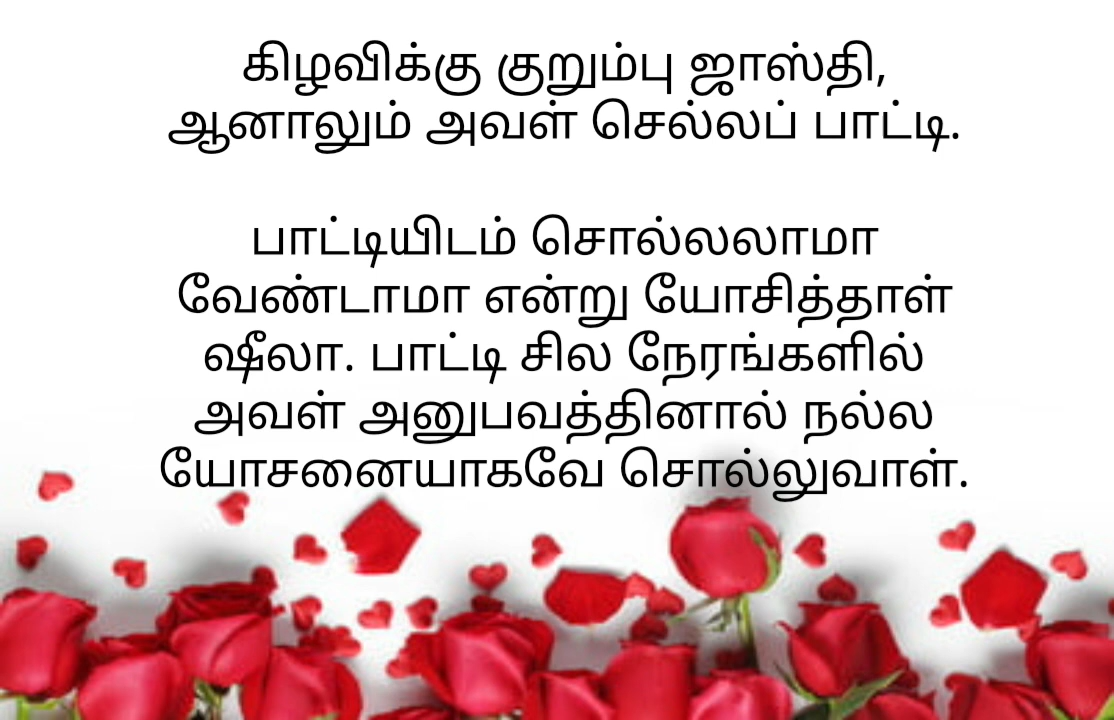 கிழவிக்கு குறும்பு ஜாஸ்தி,
ஆனாலும் அவள் செல்லப் பாட்டி.
பாட்டியிடம் சொல்லலாமா
வேண்டாமா என்று யோசித்தாள்
ஷீலா. பாட்டி சில நேரங்களில்
அவள் அனுபவத்தினால் நல்ல
யோசனையாகவே சொல்லுவாள்.